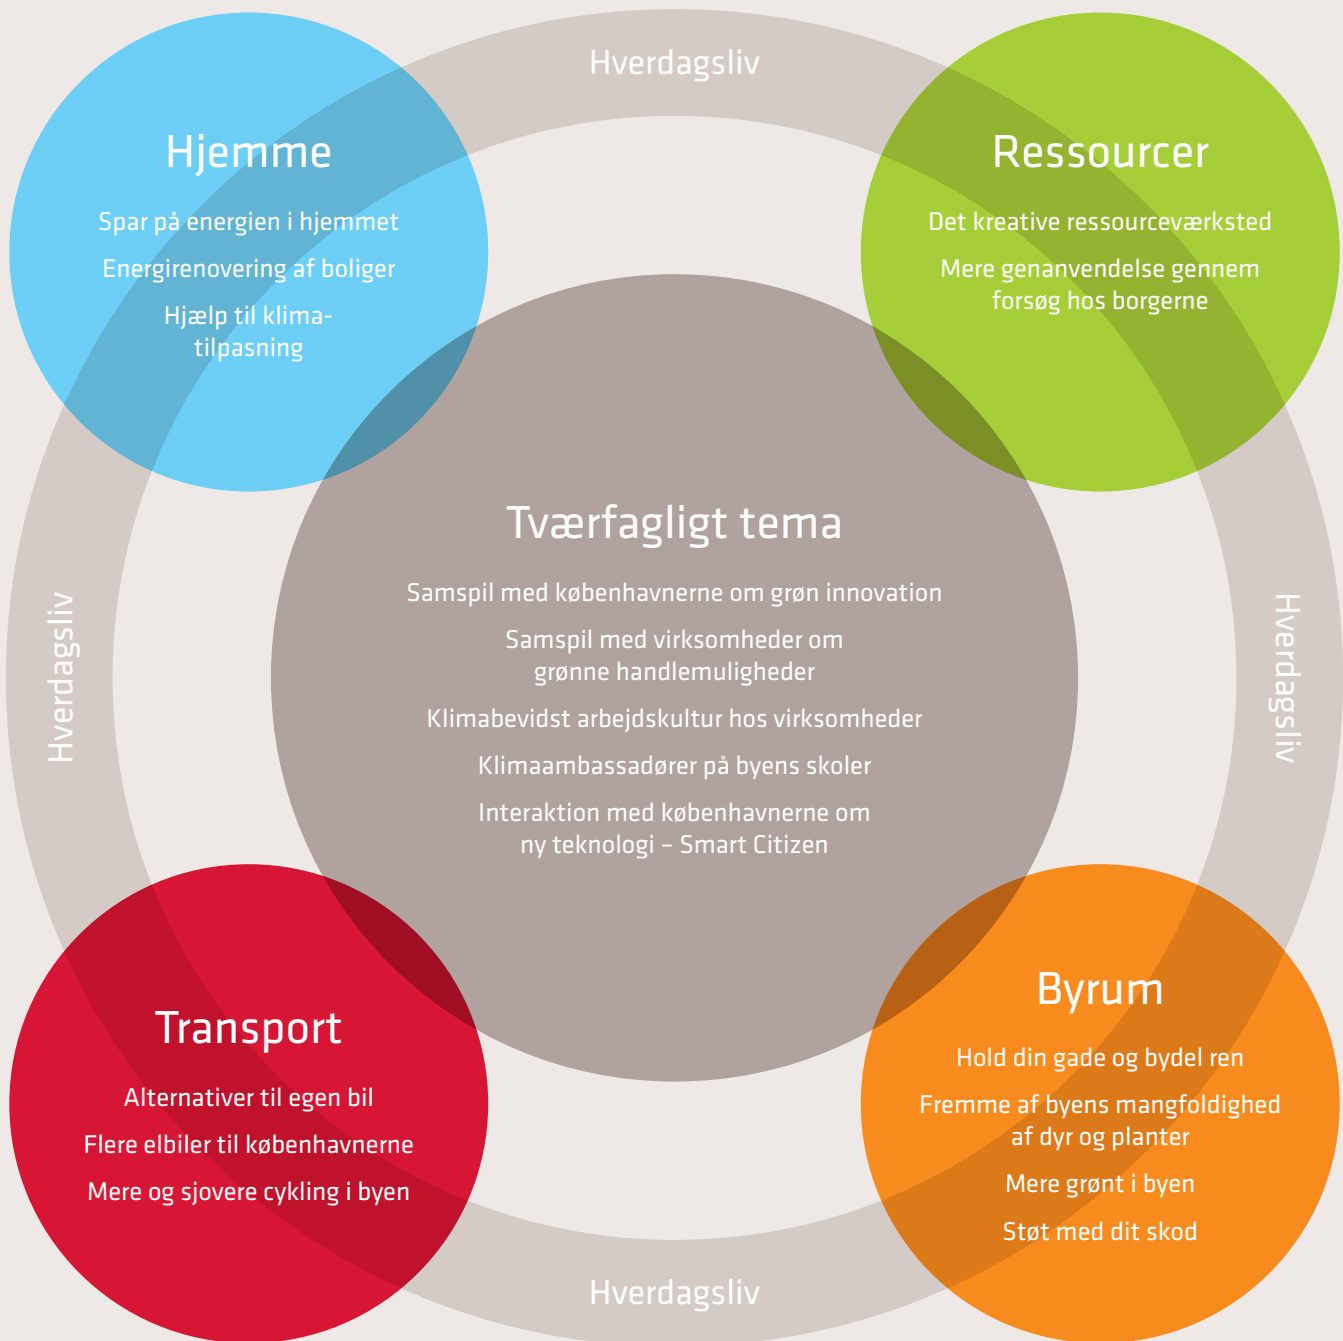 Hverdagsliv
Hjemme
Spar på energien i hjemmet
Energirenovering af boliger
Hjælp til klima-
tilpasning
Ressourcer
Det kreative ressourceværksted
Mere genanvendelse gennem
forsøg hos borgerne
Hverdagsliv
Tværfagligt tema
Samspil med københavnerne om grøn innovation
Samspil med virksomheder om
grønne handlemuligheder
Klimabevidst arbejdskultur hos virksomheder
Klimaambassadører på byens skoler
Interaktion med københavnerne om
ny teknologi – Smart Citizen
Hverdagsliv
Transport
Alternativer til egen bil
Flere elbiler til københavnerne
Mere og sjovere cykling i byen
Byrum
Hold din gade og bydel ren
Fremme af byens mangfoldighed
af dyr og planter
Mere grønt i byen
Støt med dit skod
Hverdagsliv